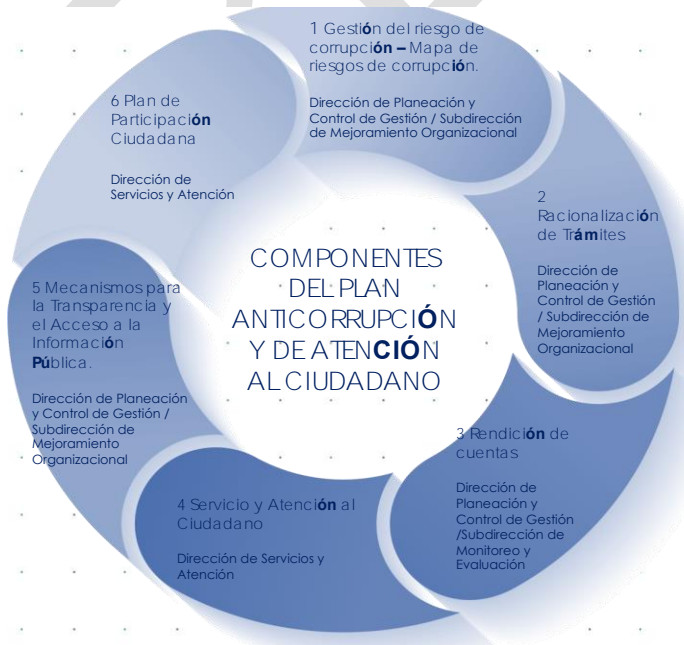 COMPONENTES
DEL PLAN
ANTICORRUPCIÓN
Y DE ATENCIÓN
AL CIUDADANO
1 Gestión del riesgo de
corrupción – Mapa de
riesgos de corrupción.
Dirección de Planeación y
Control de Gestión / Subdirección
de Mejoramiento Organizacional
2
Racionalización
de Trámites
Dirección de
Planeación y
Control de Gestión
/ Subdirección de
Mejoramiento
Organizacional
3 Rendición de
cuentas
Dirección de
Planeación y
Control de Gestión
/Subdirección de
Monitoreo y
Evaluación
4 Servicio y Atención al
Ciudadano
Dirección de Servicios y
Atención
5 Mecanismos para
la Transparencia y
el Acceso a la
Información
Pública.
Dirección de Planeación
y Control de Gestión /
Subdirección de
Mejoramiento
Organizacional
6 Plan de
Participación
Ciudadana
Dirección de
Servicios y Atención